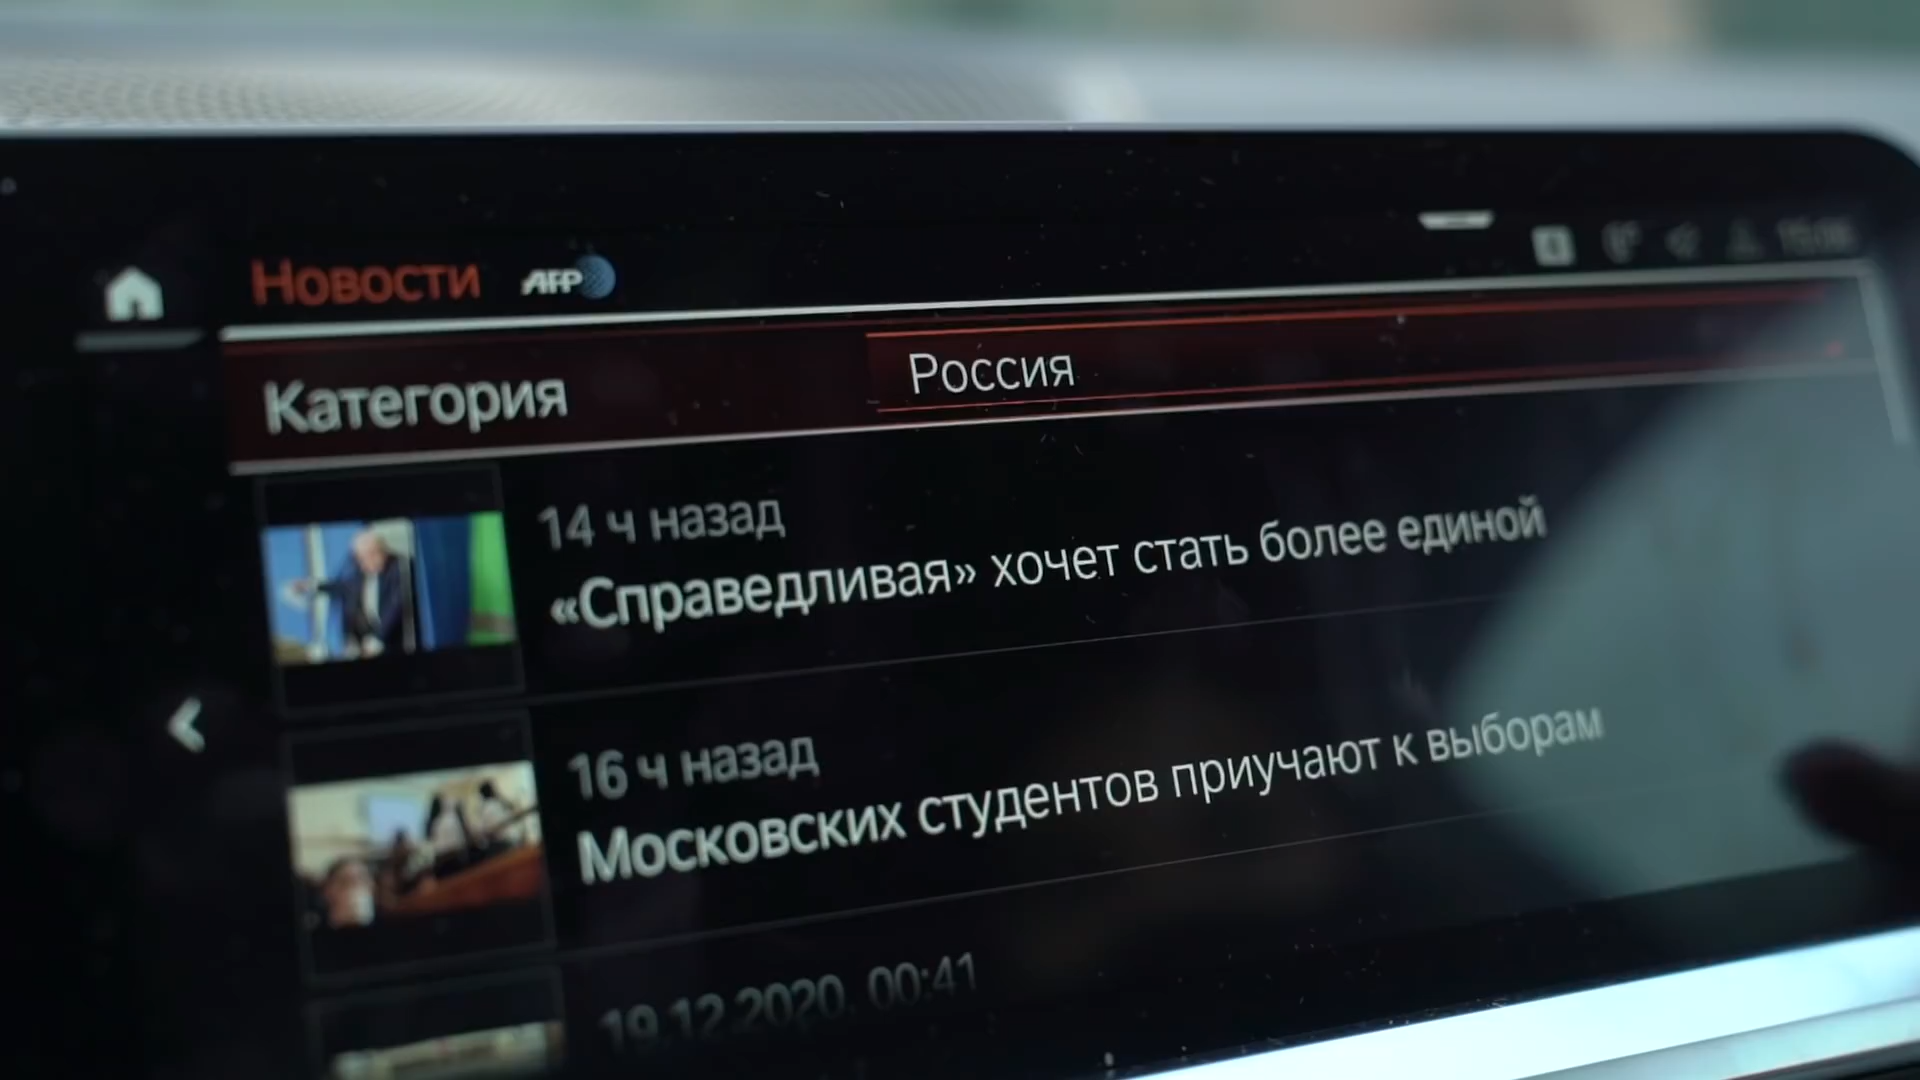 Новости AFP
Категория
Россия
14 ч назад
«Справедливая» хочет стать более единой
16 ч назад
Московских студентов приучают к выборам
19.12.2020, 00:41